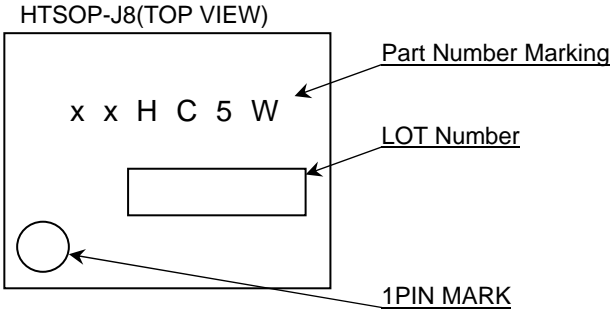 HTSOP-J8(TOP VIEW)
Part Number Marking
x x H C 5 W
LOT Number
1PIN MARK